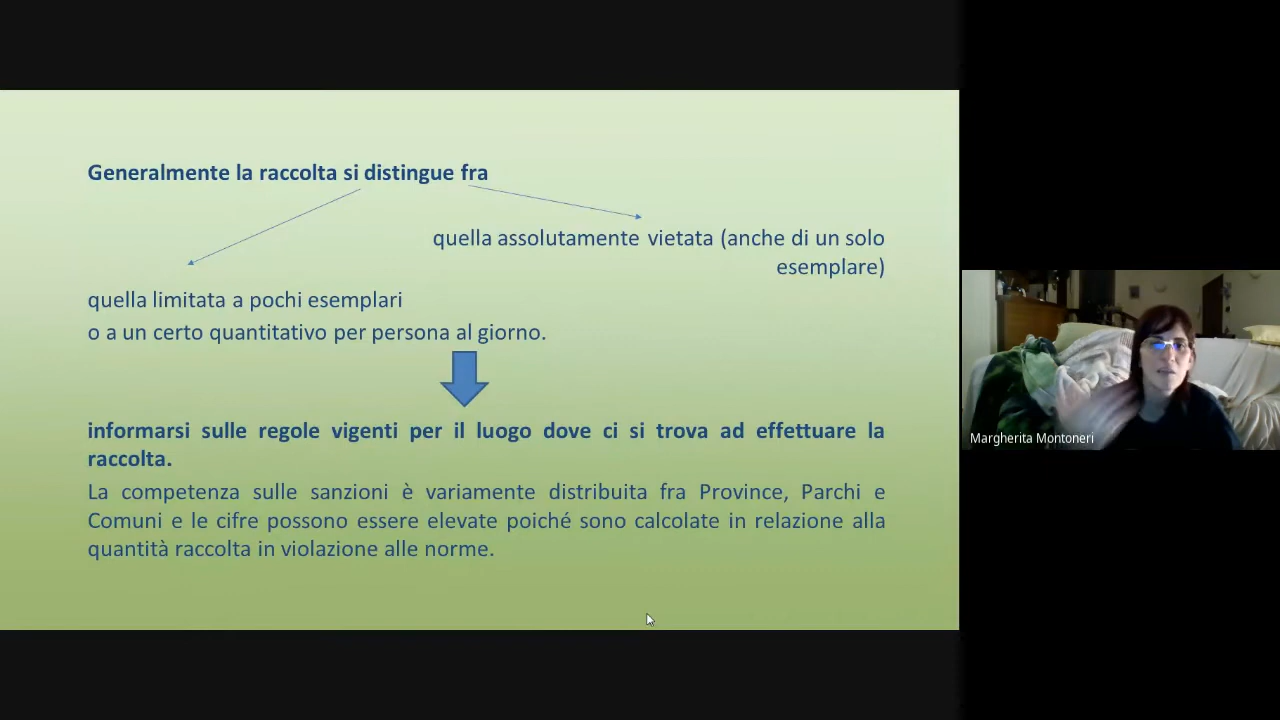 Generalmente la raccolta si distingue fra
quella assolutamente vietata (anche di un solo
esemplare)
quella limitata a pochi esemplari
o a un certo quantitativo per persona al giorno.
informarsi sulle regole vigenti per il luogo dove ci si trova ad effettuare la
raccolta.
La competenza sulle sanzioni è variamente distribuita fra Province, Parchi e
Comuni e le cifre possono essere elevate poiché sono calcolate in relazione alla
quantità raccolta in violazione alle norme.
Margherita Montoneri